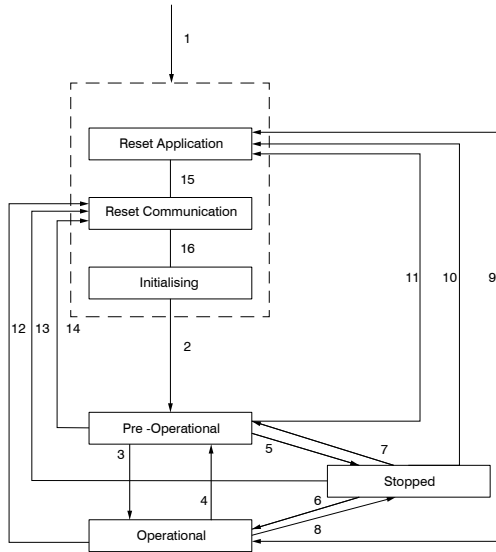 1
Reset Application
15
Reset Communication
16
Initialising
12
13
14
2
11
10
9
Pre -Operational
3
5
7
Stopped
4
6
8
Operational